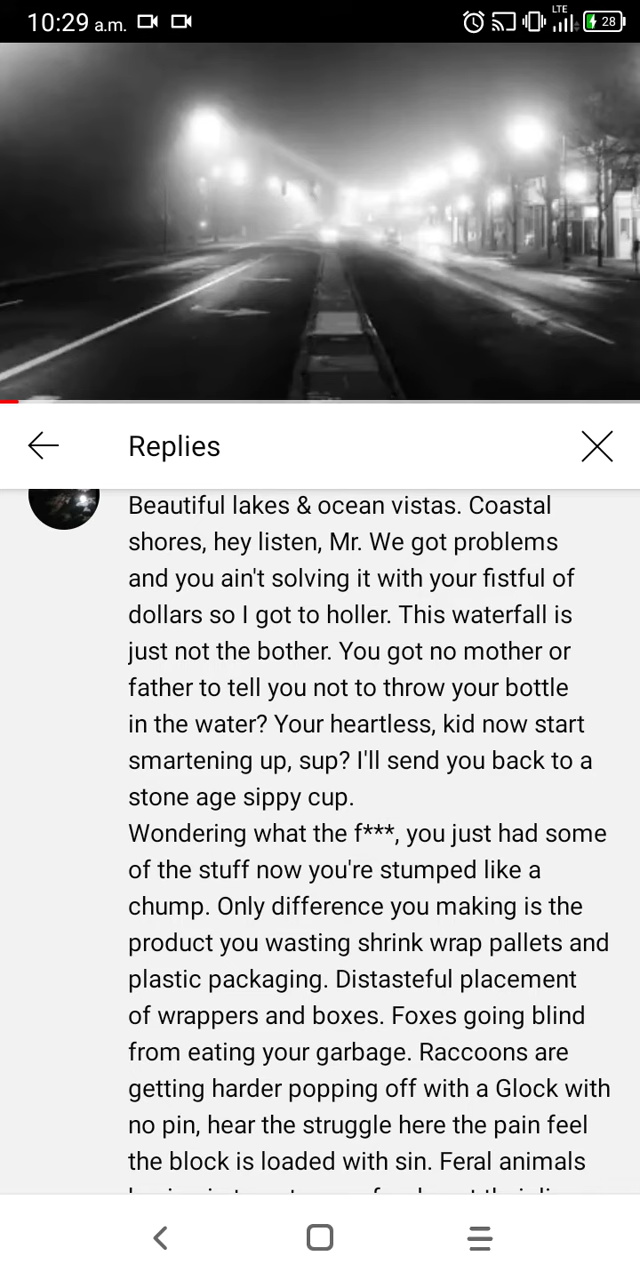 10:29 a.m.
LTE
28
Replies
Beautiful lakes & ocean vistas. Coastal
shores, hey listen, Mr. We got problems
and you ain't solving it with your fistful of
dollars so I got to holler. This waterfall is
just not the bother. You got no mother or
father to tell you not to throw your bottle
in the water? Your heartless, kid now start
smartening up, sup? I'll send you back to a
stone age sippy cup.
Wondering what the f***, you just had some
of the stuff now you're stumped like a
chump. Only difference you making is the
product you wasting shrink wrap pallets and
plastic packaging. Distasteful placement
of wrappers and boxes. Foxes going blind
from eating your garbage. Raccoons are
getting harder popping off with a Glock with
no pin, hear the struggle here the pain feel
the block is loaded with sin. Feral animals